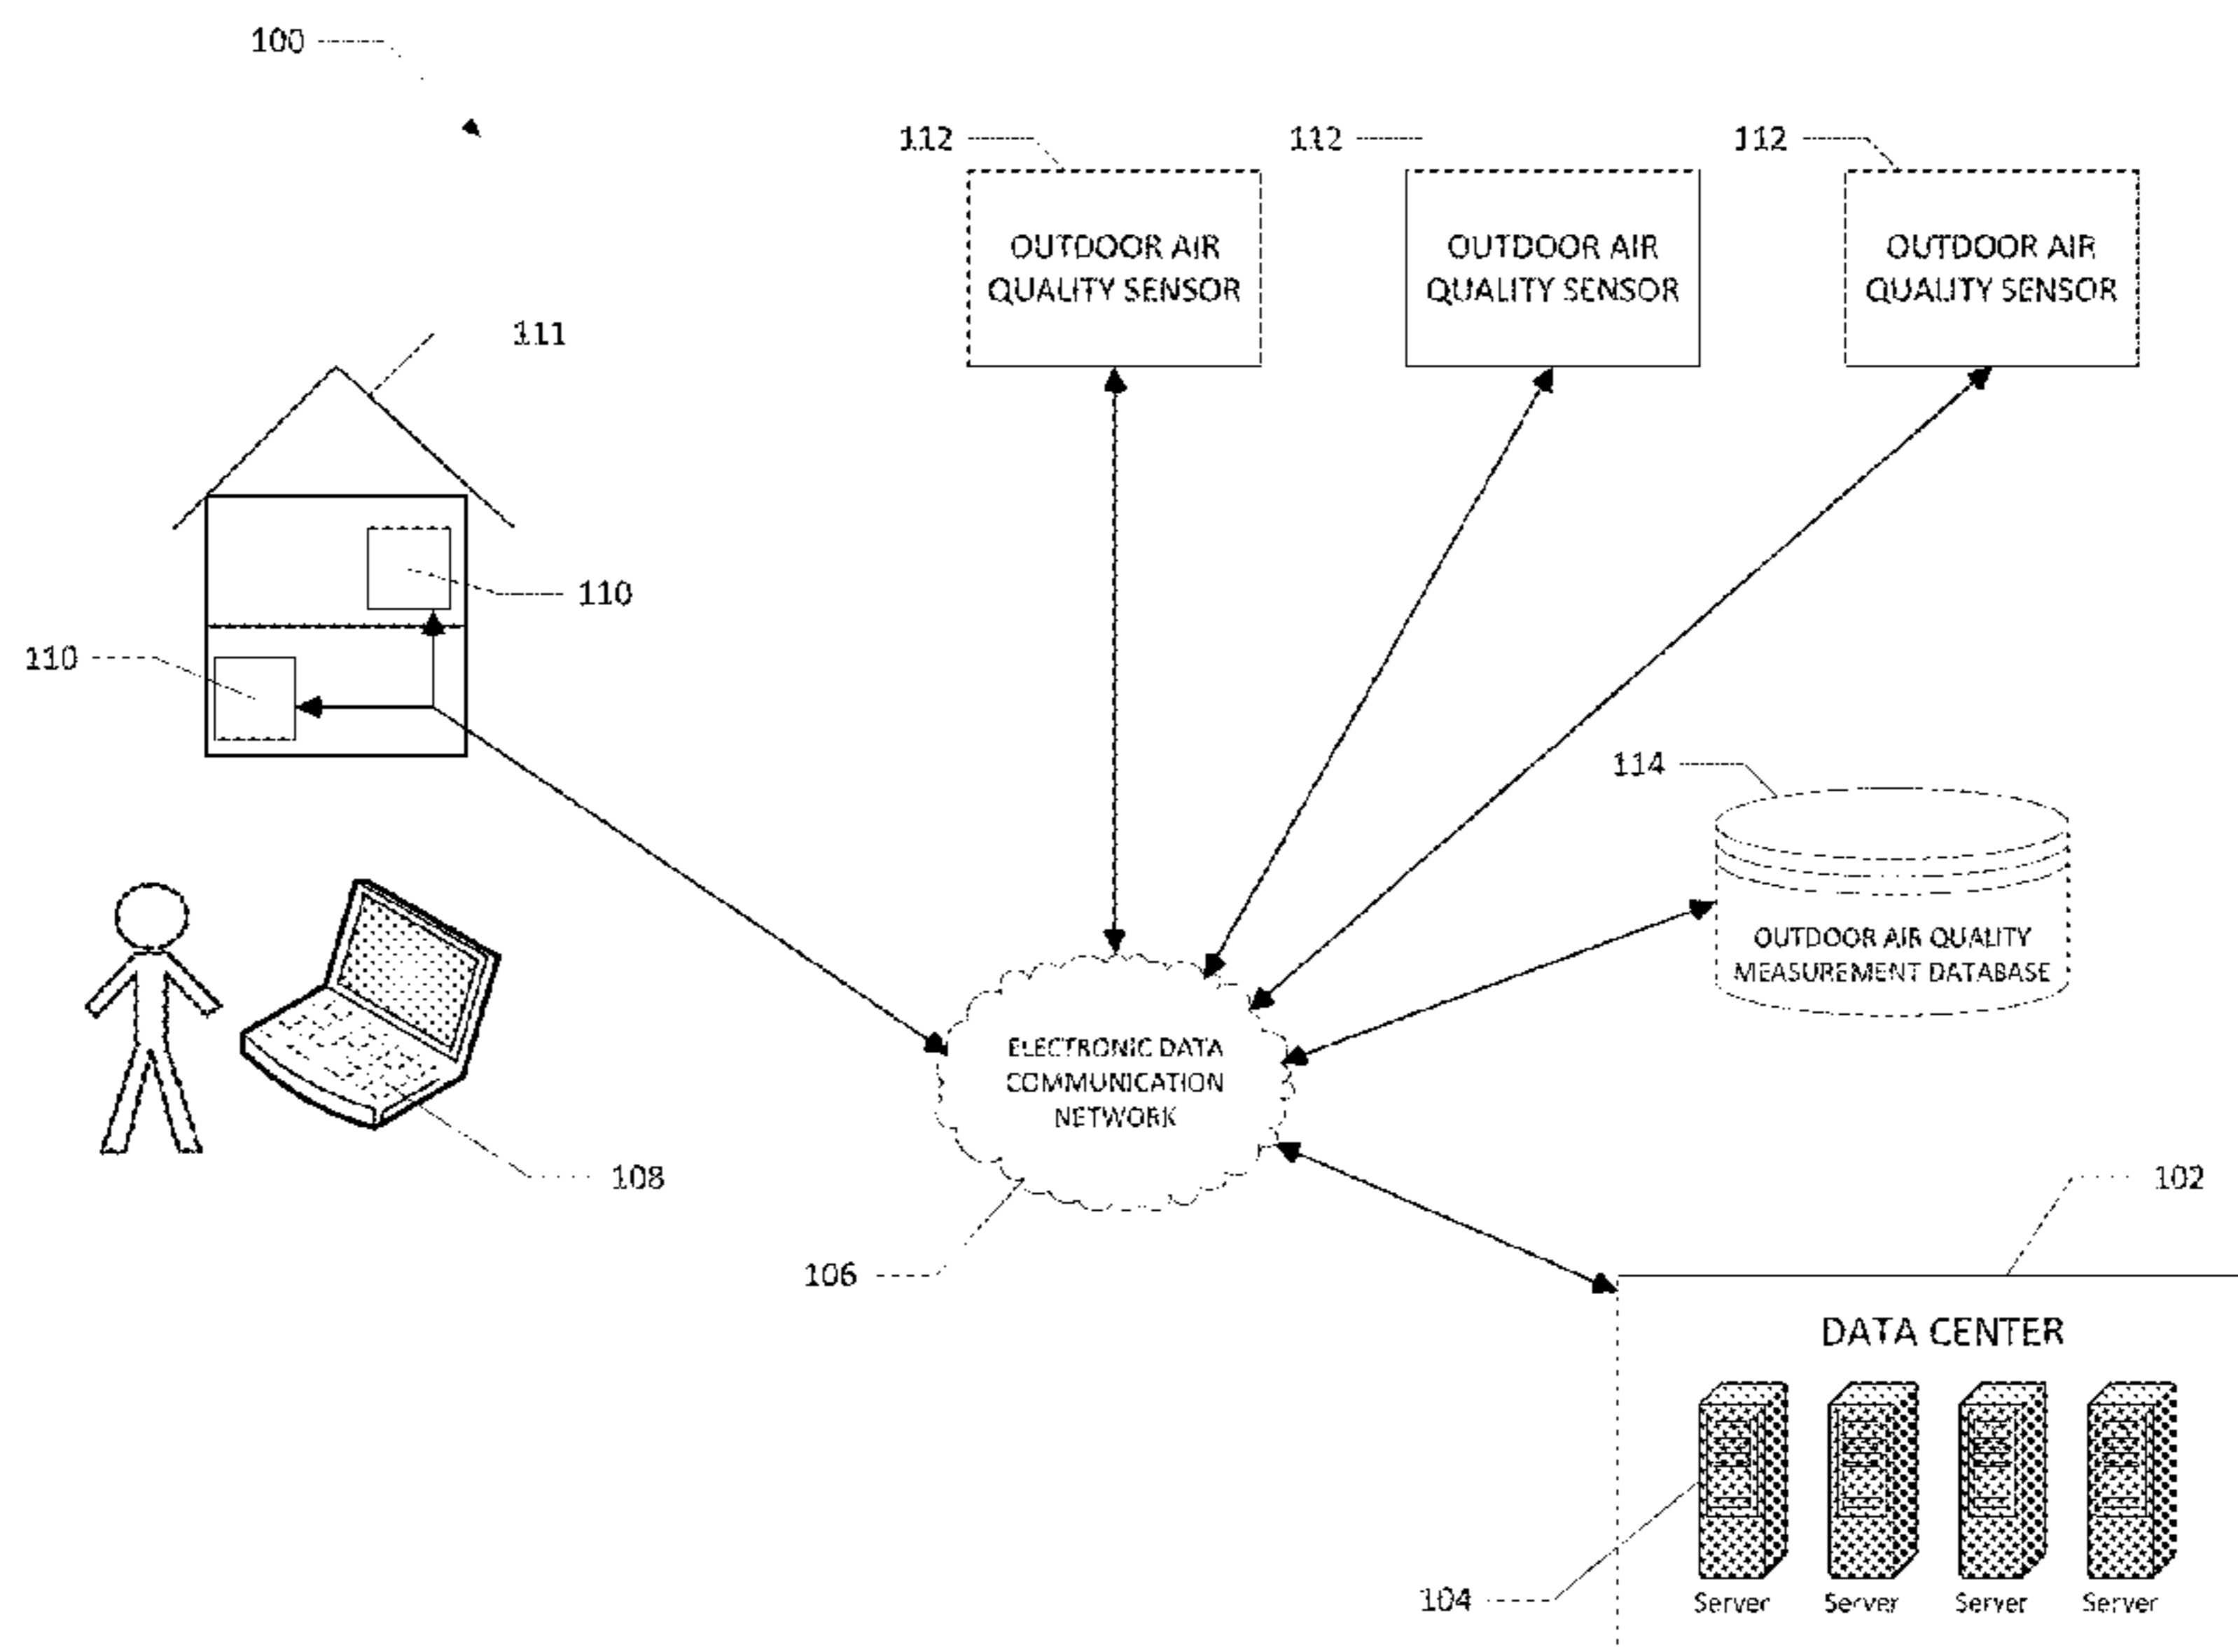 100
112
112
112
OUTDOOR AIR
QUALITY SENSOR
OUTDOOR AIR
QUALITY SENSOR
OUTDOOR AIR
QUALITY SENSOR
111
110
110
114
OUTDOOR AIR QUALITY
MEASUREMENT DATABASE
ELECTRONIC DATA
COMMUNICATION
NETWORK
108
106
102
DATA CENTER
104
Server
Server
Server
Server